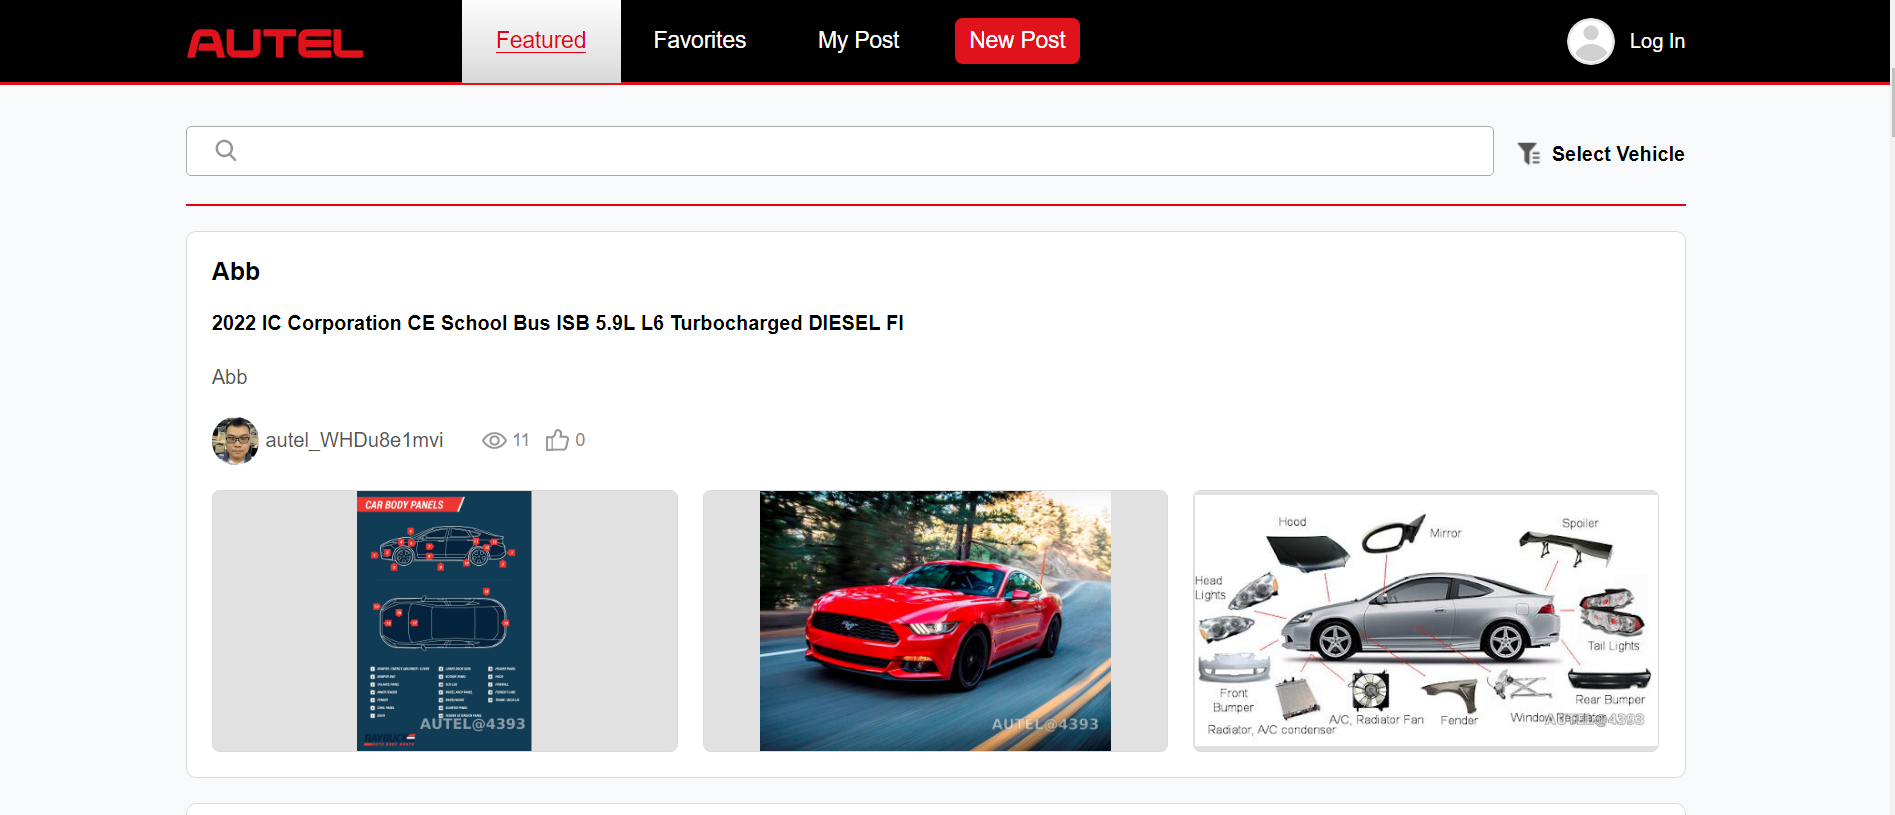 AUTEL
Featured
Favorites
My Post
New Post
Log In
Select Vehicle
Abb
2022 IC Corporation CE School Bus ISB 5.9L L6 Turbocharged DIESEL FI
Abb
autel_WHDu8e1mvi
11
0
CAR BODY PANELS
AUTEL@4393
RAYBUCK
AUTEL@4393
Hood
Mirror
Spoiler
Head
Lights
Tail Lights
Front
Bumper
Radiator, A/C condenser
A/C, Radiator Fan
Fender
Window Regulator
Rear Bumper
AUTEL@4393